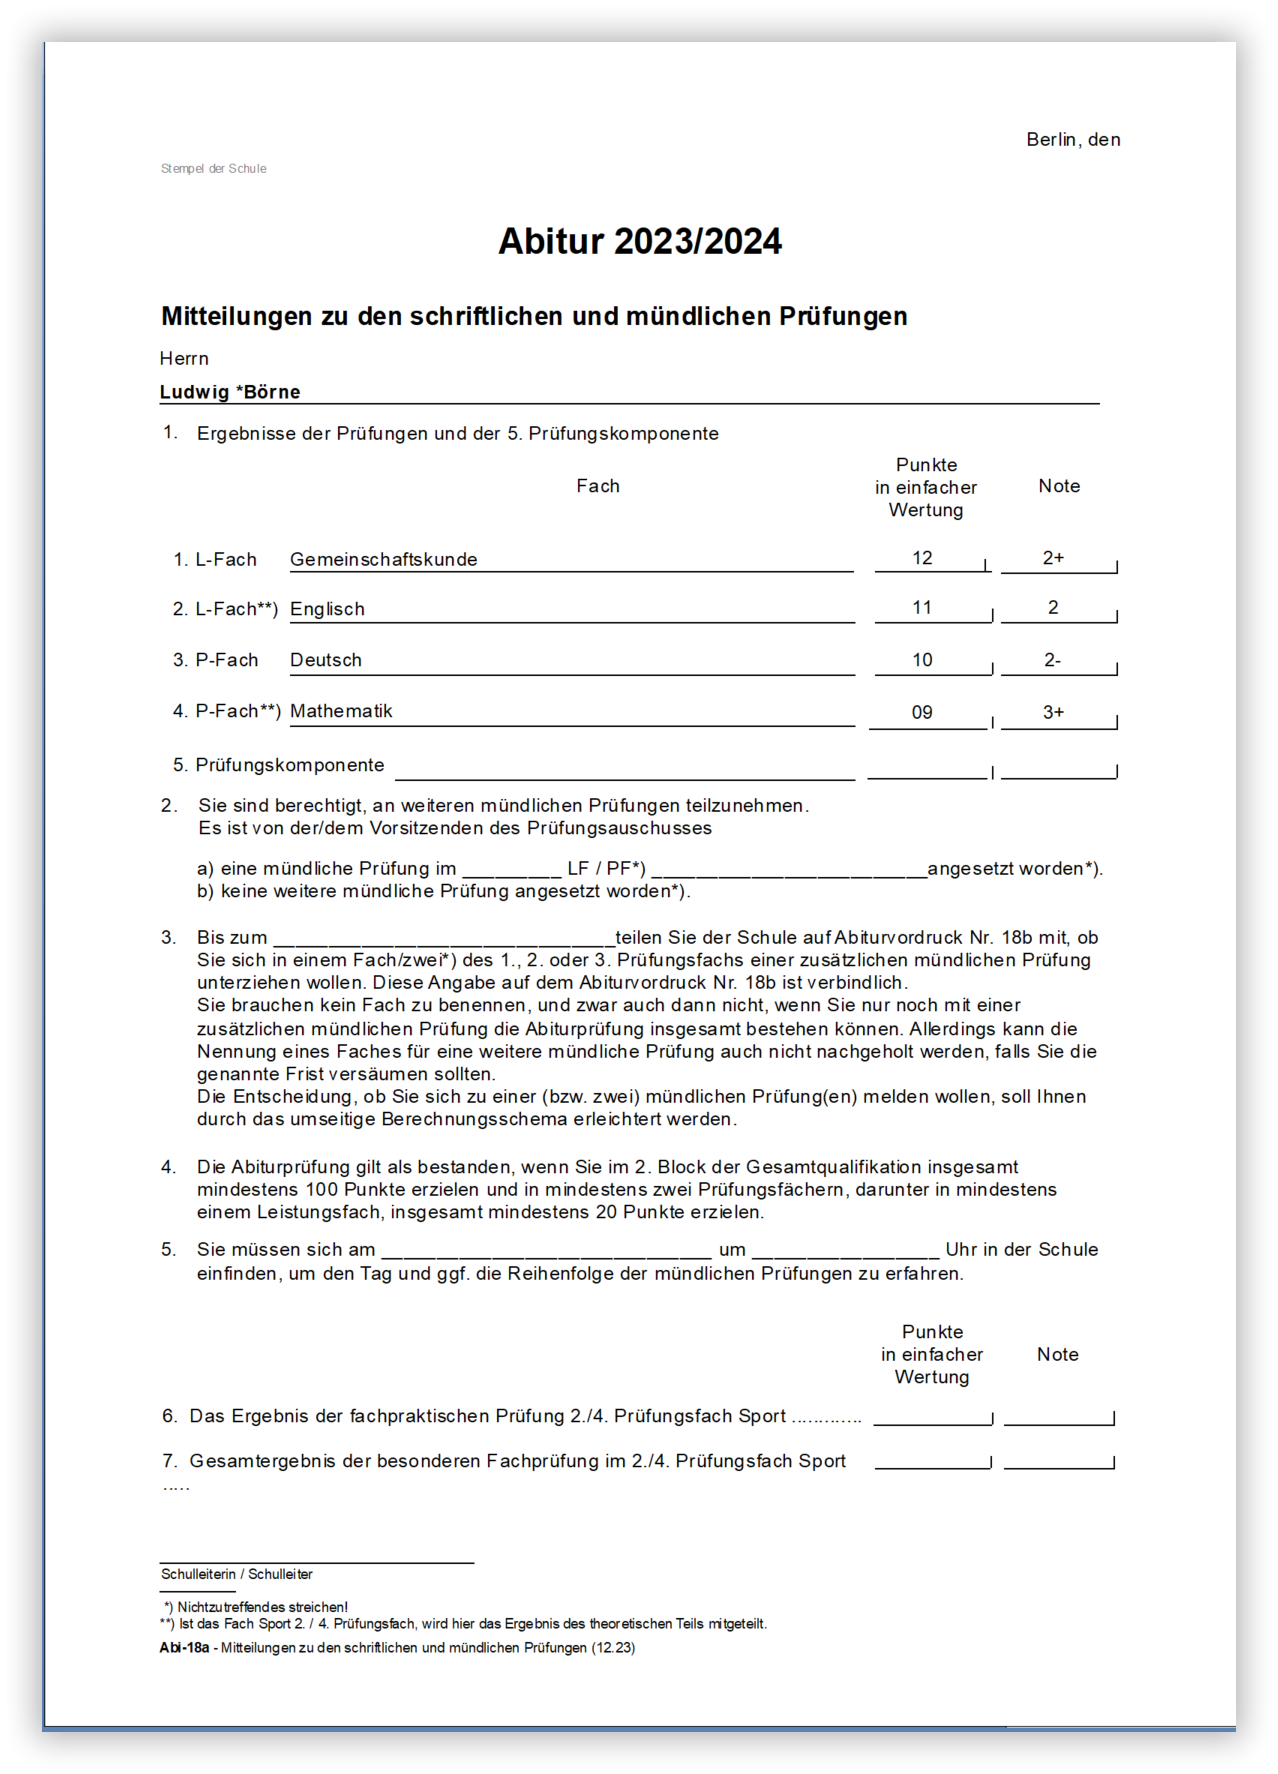 Berlin, den
Stempel der Schule
Abitur 2023/2024
Mitteilungen zu den schriftlichen und mündlichen Prüfungen
Herrn
Ludwig *Börne
1. Ergebnisse der Prüfungen und der 5. Prüfungskomponente
Fach
Punkte
in einfacher
Wertung
Note
1. L-Fach Gemeinschaftskunde 12 2+
2. L-Fach**) Englisch 11 2
3. P-Fach Deutsch 10 2-
4. P-Fach**) Mathematik 09 3+
5. Prüfungskomponente
2. Sie sind berechtigt, an weiteren mündlichen Prüfungen teilzunehmen.
Es ist von der/dem Vorsitzenden des Prüfungsauschusses
a) eine mündliche Prüfung im _________ LF / PF*) _________________________angesetzt worden*).
b) keine weitere mündliche Prüfung angesetzt worden*).
3. Bis zum _______________________________teilen Sie der Schule auf Abiturvordruck Nr. 18b mit, ob
Sie sich in einem Fach/zwei*) des 1., 2. oder 3. Prüfungsfachs einer zusätzlichen mündlichen Prüfung
unterziehen wollen. Diese Angabe auf dem Abiturvordruck Nr. 18b ist verbindlich.
Sie brauchen kein Fach zu benennen, und zwar auch dann nicht, wenn Sie nur noch mit einer
zusätzlichen mündlichen Prüfung die Abiturprüfung insgesamt bestehen können. Allerdings kann die
Nennung eines Faches für eine weitere mündliche Prüfung auch nicht nachgeholt werden, falls Sie die
genannte Frist versäumen sollten.
Die Entscheidung, ob Sie sich zu einer (bzw. zwei) mündlichen Prüfung(en) melden wollen, soll Ihnen
durch das umseitige Berechnungsschema erleichtert werden.
4. Die Abiturprüfung gilt als bestanden, wenn Sie im 2. Block der Gesamtqualifikation insgesamt
mindestens 100 Punkte erzielen und in mindestens zwei Prüfungsfächern, darunter in mindestens
einem Leistungsfach, insgesamt mindestens 20 Punkte erzielen.
5. Sie müssen sich am ______________________________ um _________________ Uhr in der Schule
einfinden, um den Tag und ggf. die Reihenfolge der mündlichen Prüfungen zu erfahren.
Punkte
in einfacher
Wertung
Note
6. Das Ergebnis der fachpraktischen Prüfung 2./4. Prüfungsfach Sport ............
7. Gesamtergebnis der besonderen Fachprüfung im 2./4. Prüfungsfach Sport
.....
Schulleiterin / Schulleiter
*) Nichtzutreffendes streichen!
**) Ist das Fach Sport 2. / 4. Prüfungsfach, wird hier das Ergebnis des theoretischen Teils mitgeteilt.
Abi-18a - Mitteilungen zu den schriftlichen und mündlichen Prüfungen (12.23)